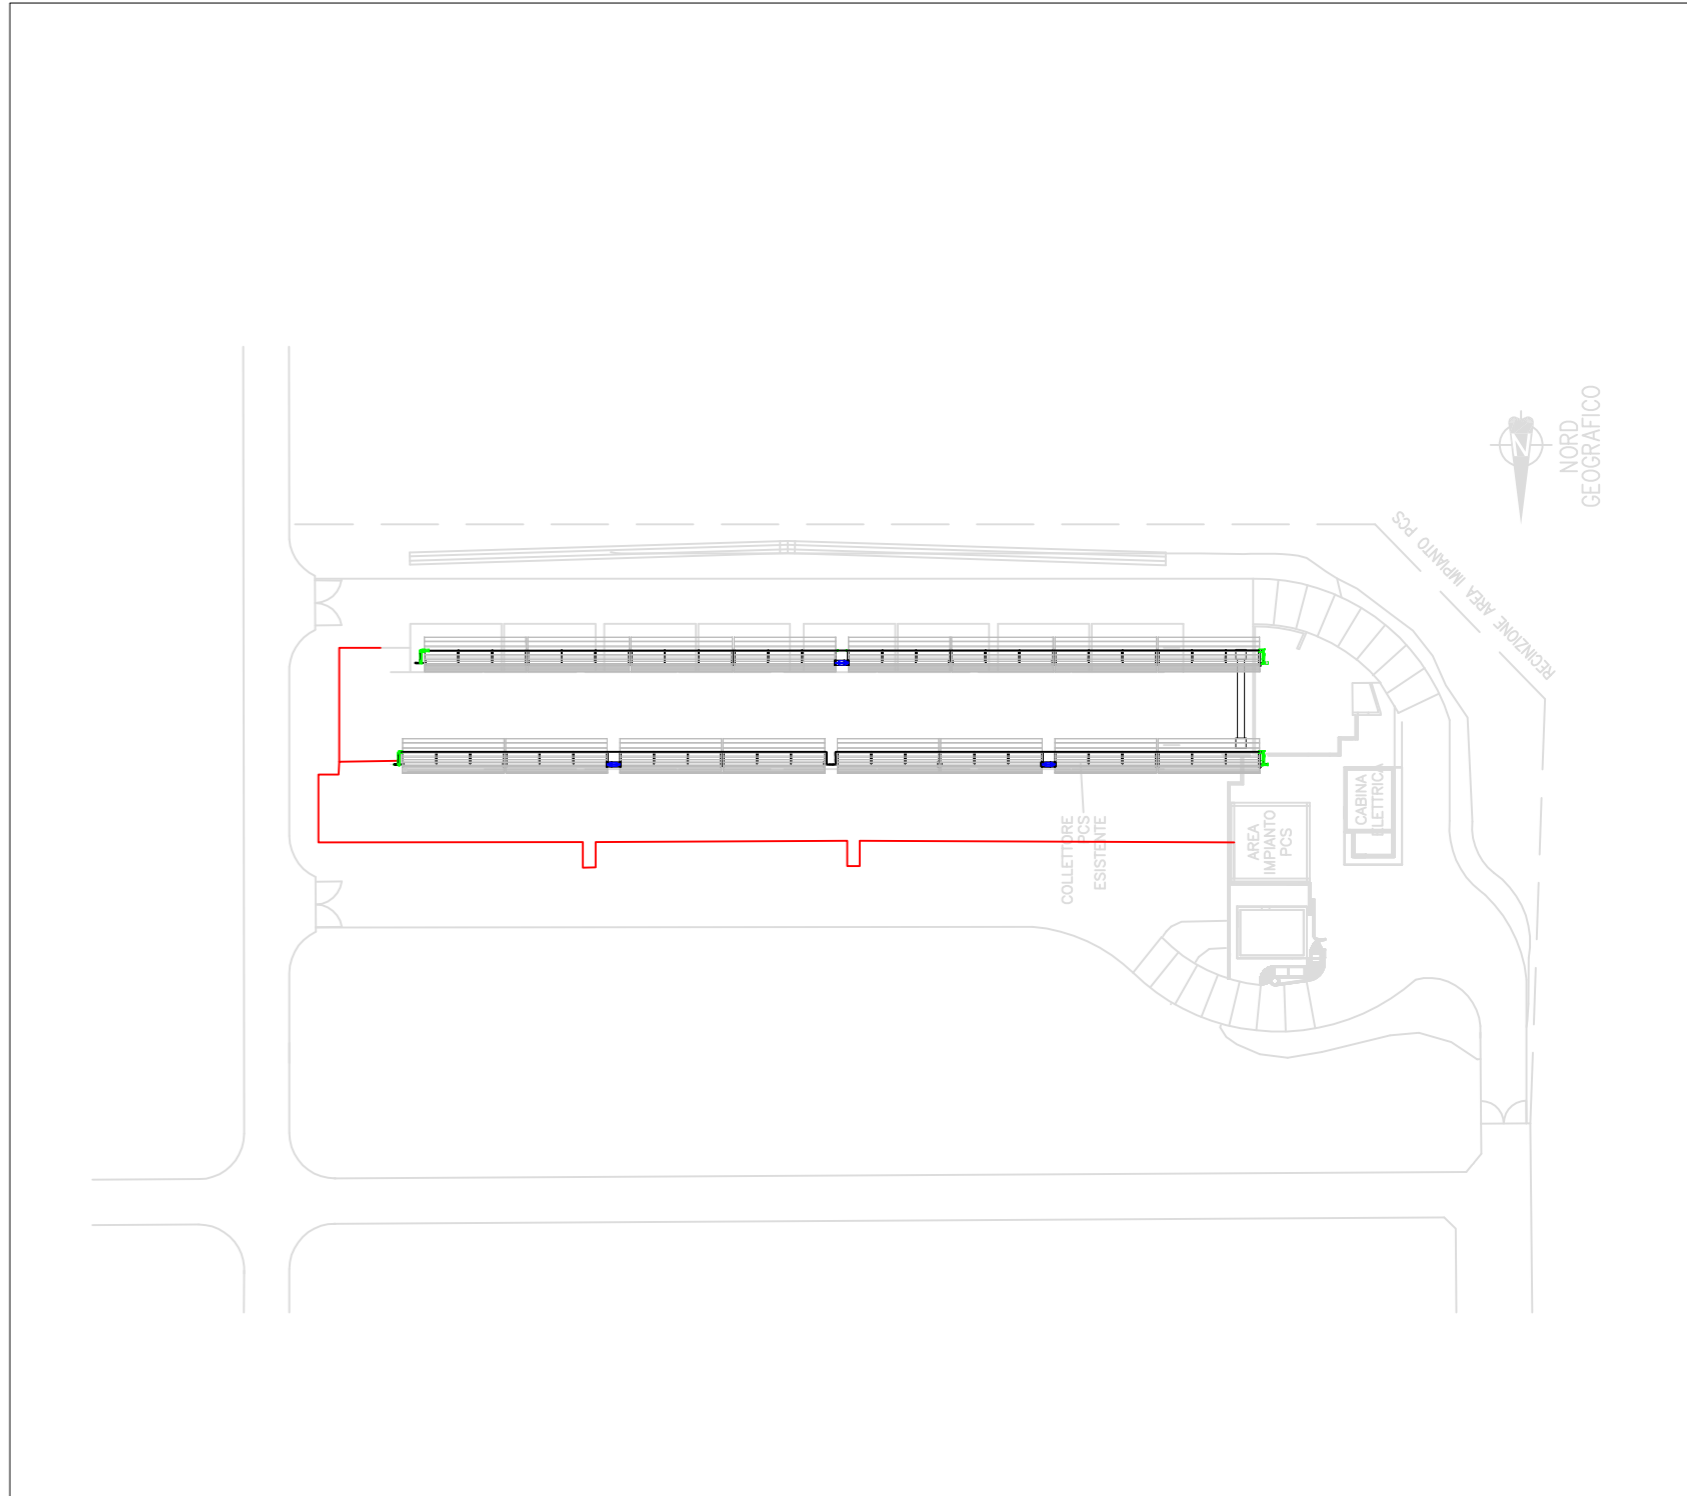 N
NORD
GEOGRAFICO
RECINZIONE AREA IMPIANTO PCS
COLLETTORE
PCS
ESISTENTE
AREA
IMPIANTO
PCS
CABINA
ELETTRICA